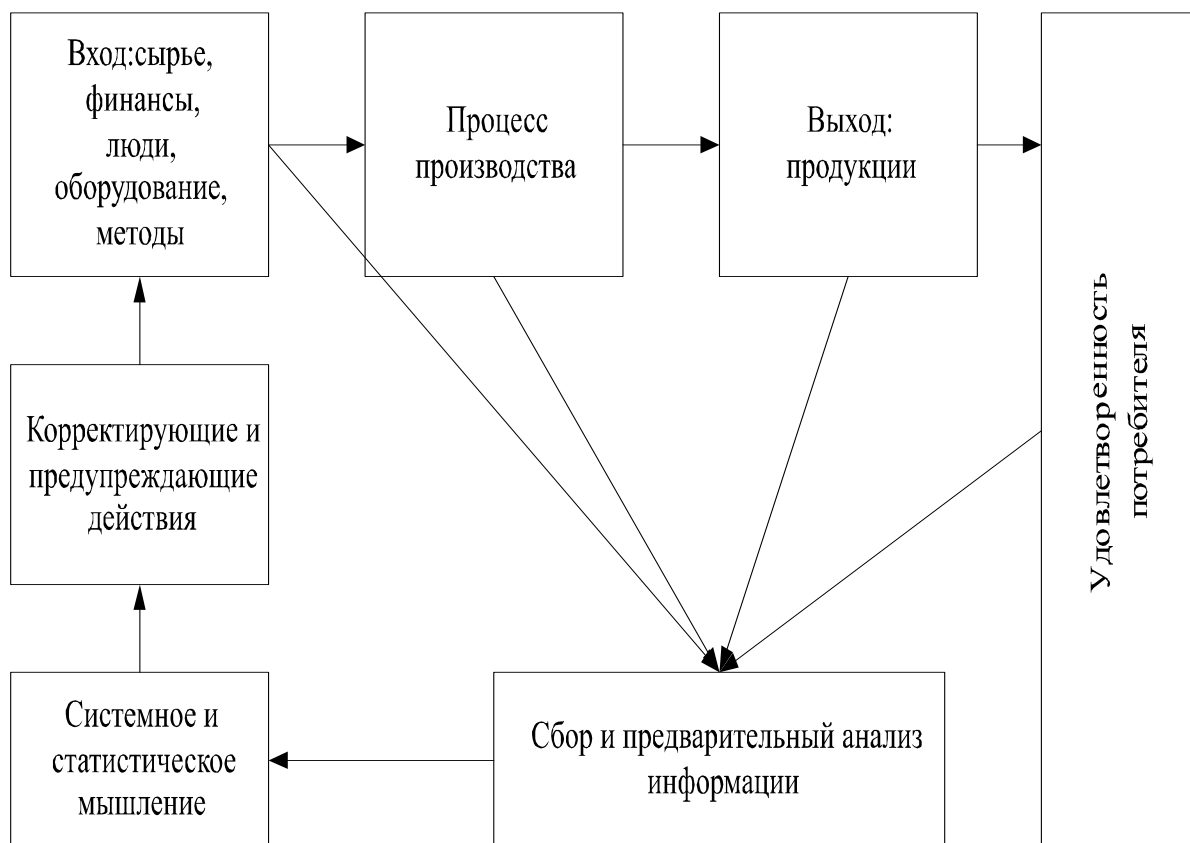 Вход:сырье,
финансы,
люди,
оборудование,
методы
Процесс
производства
Выход:
продукции
Удовлетворенность
потребителя
Корректирующие и
предупреждающие
действия
Системное и
статистическое
мышление
Сбор и предварительный анализ
информации